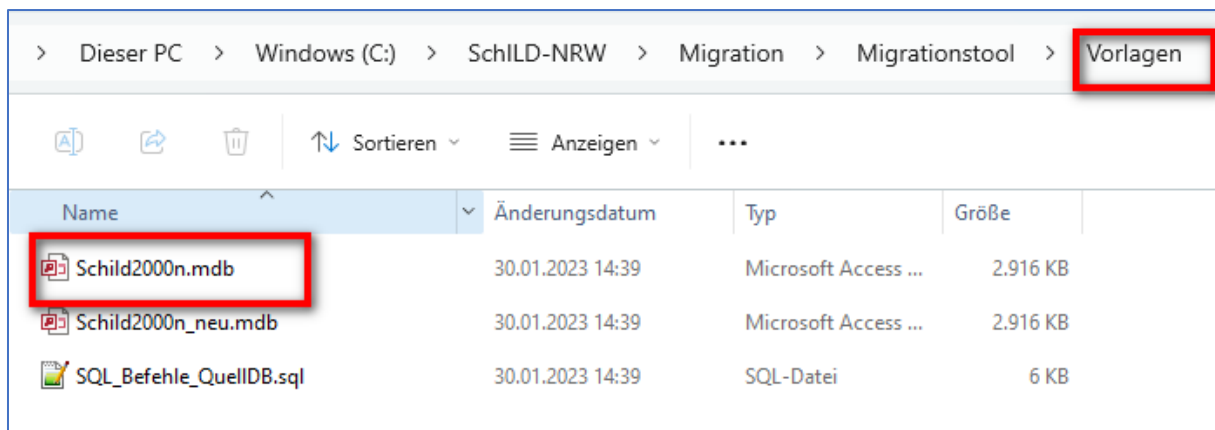 > Dieser PC > Windows (C:) > SchILD-NRW > Migration > Migrationstool > Vorlagen
Sortieren Anzeigen ...
Name Änderungsdatum Typ Größe
Schild2000n.mdb 30.01.2023 14:39 Microsoft Access ... 2.916 KB
Schild2000n_neu.mdb 30.01.2023 14:39 Microsoft Access ... 2.916 KB
SQL_Befehle_QuellDB.sql 30.01.2023 14:39 SQL-Datei 6 KB